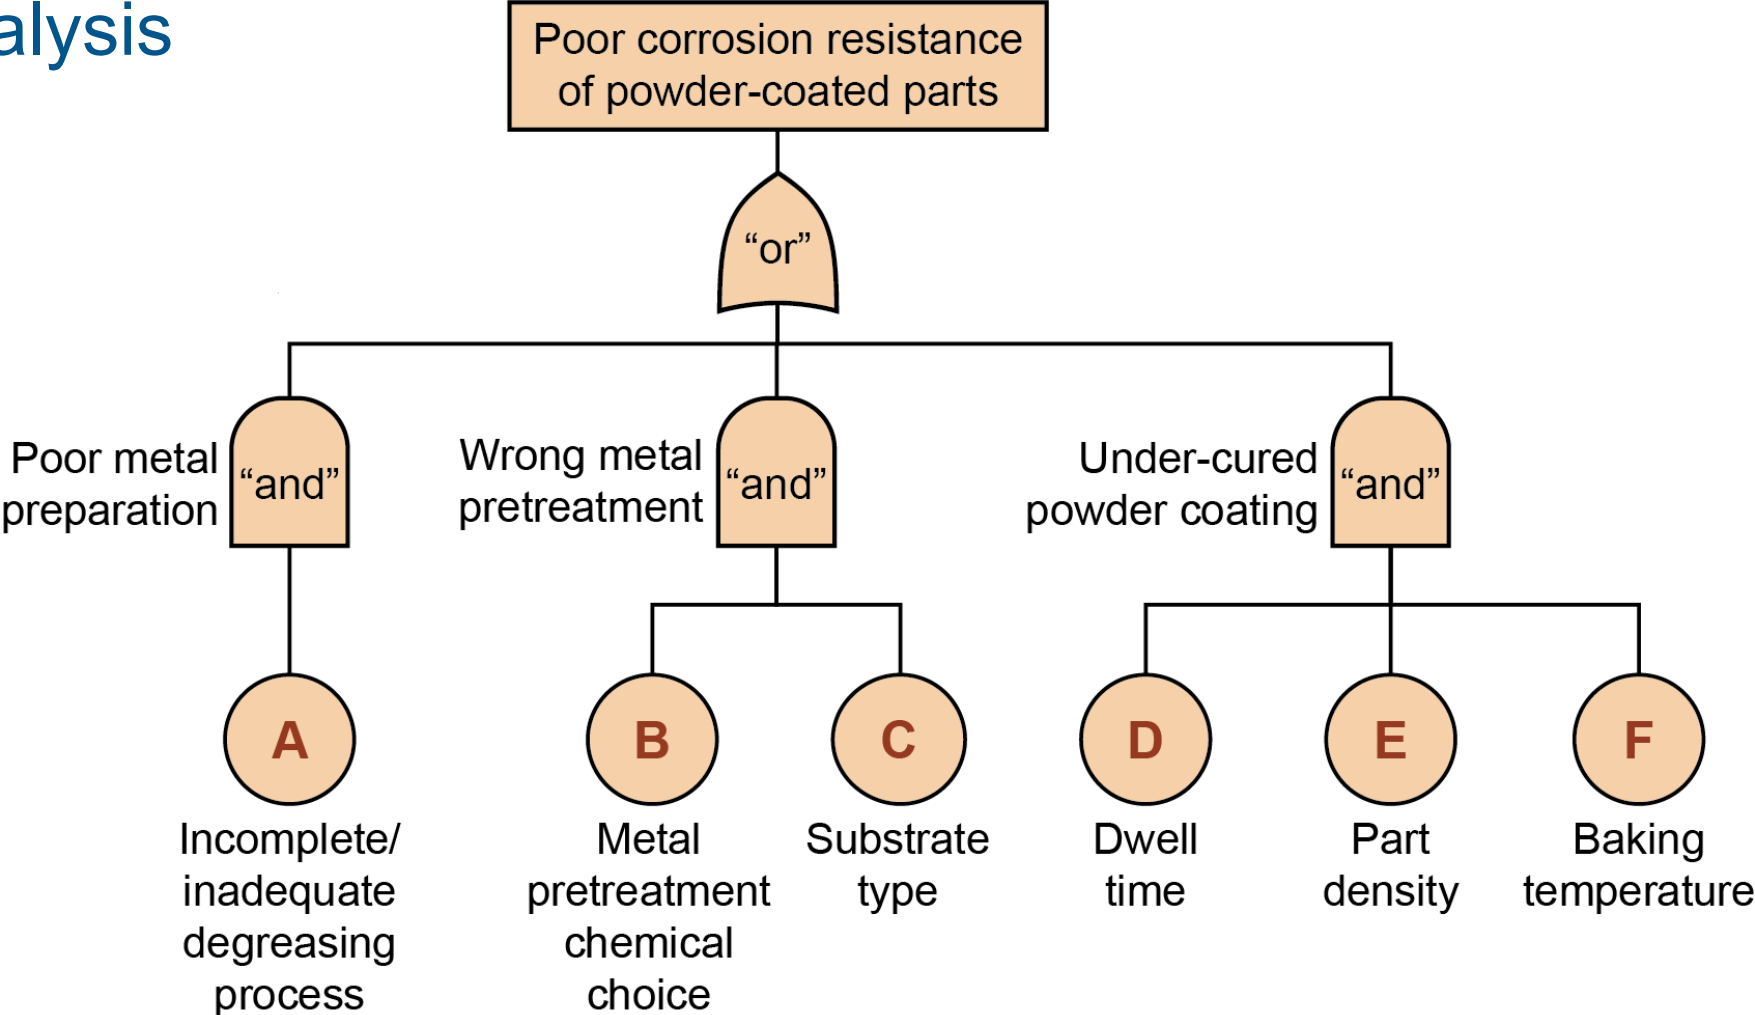 alysis
Poor corrosion resistance
of powder-coated parts
“or”
Poor metal
preparation
“and”
Wrong metal
pretreatment
“and”
Under-cured
powder coating
“and”
A
B
C
D
E
F
Incomplete/
inadequate
degreasing
process
Metal
pretreatment
chemical
choice
Substrate
type
Dwell
time
Part
density
Baking
temperature